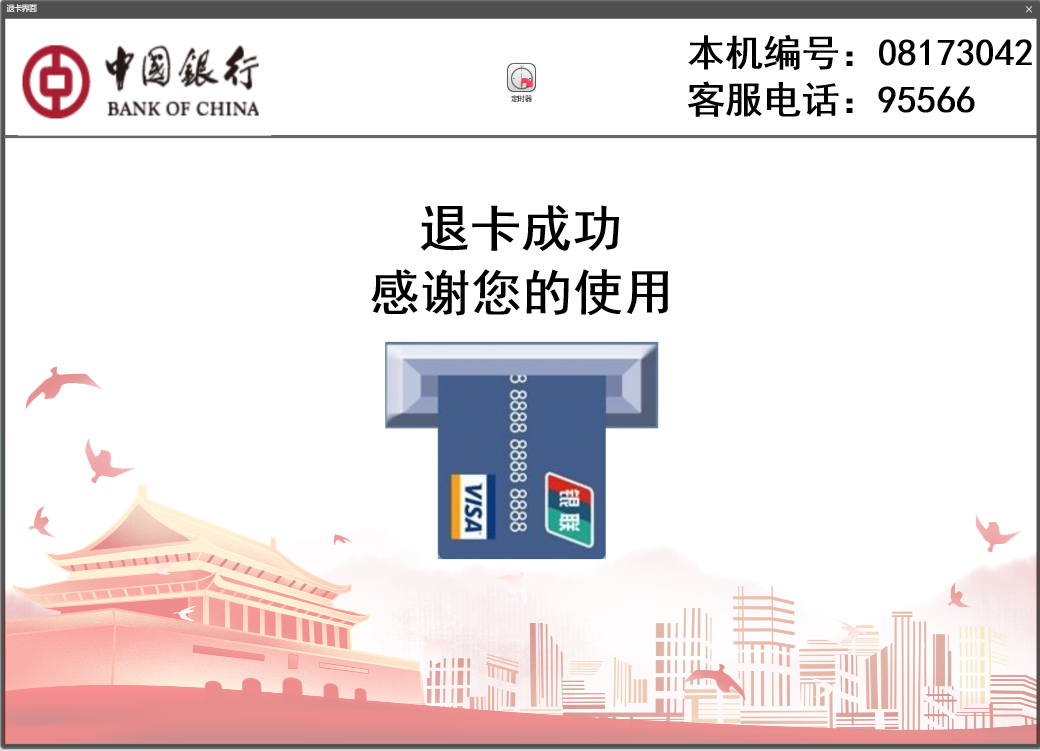 退卡界面
中國銀行
BANK OF CHINA
定时器
本机编号：08173042
客服电话：95566
退卡成功
感谢您的使用
8 8888 8888 8888
VISA
银联